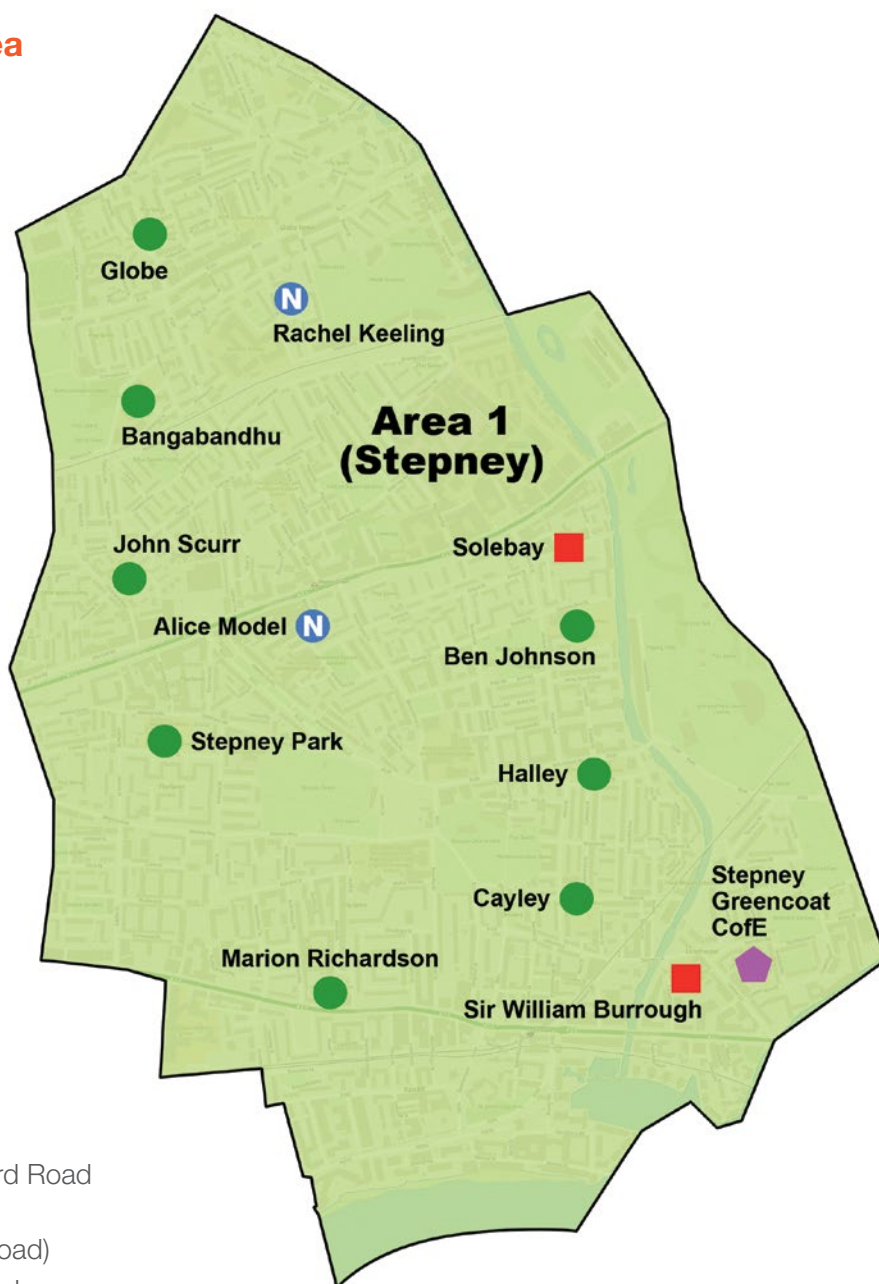 ea
Globe
N
Rachel Keeling
Bangabandhu
Area 1
(Stepney)
John Scurr
Solebay
Alice Model N
Ben Johnson
Stepney Park
Halley
Stepney
Greencoat
CofE
Cayley
Marion Richardson
Sir William Burrough
rd Road
oad)